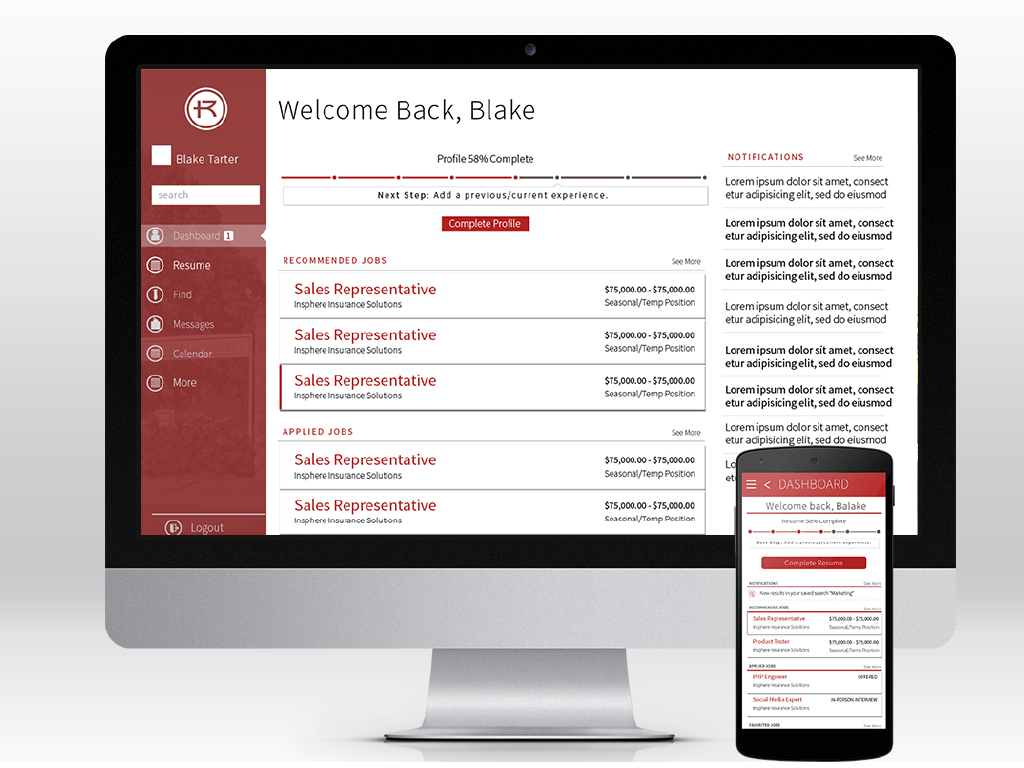 Blake Tarter
search
Dashboard 1
Resume
Find
Messages
Calendar
More
Logout
Welcome Back, Blake
Profile 58% Complete
Next Step: Add a previous/current experience.
Complete Profile
RECOMMENDED JOBS See More
Sales Representative $75,000.00 - $75,000.00
Insphere Insurance Solutions Seasonal/Temp Position
Sales Representative $75,000.00 - $75,000.00
Insphere Insurance Solutions Seasonal/Temp Position
Sales Representative $75,000.00 - $75,000.00
Insphere Insurance Solutions Seasonal/Temp Position
APPLIED JOBS See More
Sales Representative $75,000.00 - $75,000.00
Insphere Insurance Solutions Seasonal/Temp Position
Sales Representative $75,000.00 - $75,000.00
Insphere Insurance Solutions Seasonal/Temp Position
NOTIFICATIONS See More
Lorem ipsum dolor sit amet, consect
etur adipisicing elit, sed do eiusmod
Lorem ipsum dolor sit amet, consect
etur adipisicing elit, sed do eiusmod
Lorem ipsum dolor sit amet, consect
etur adipisicing elit, sed do eiusmod
Lorem ipsum dolor sit amet, consect
etur adipisicing elit, sed do eiusmod
Lorem ipsum dolor sit amet, consect
etur adipisicing elit, sed do eiusmod
Lorem ipsum dolor sit amet, consect
etur adipisicing elit, sed do eiusmod
Lorem ipsum dolor sit amet, consect
etur adipisicing elit, sed do eiusmod
< DASHBOARD
Welcome back, Balake
Resume 58% Complete
Next Step: Add a previous/current experience.
Complete Resume
NOTIFICATIONS See More
New results in your saved search "Marketing"
RECOMMENDED JOBS See More
Sales Representative $75,000.00 - $75,000.00
Insphere Insurance Solutions Seasonal/Temp Position
Product Tester $75,000.00 - $75,000.00
Insphere Insurance Solutions Seasonal/Temp Position
APPLIED JOBS See More
PHP Engineer OFFERED
Insphere Insurance Solutions
Social Media Expert IN-PERSON INTERVIEW
Insphere Insurance Solutions
FAVORITED JOB See More